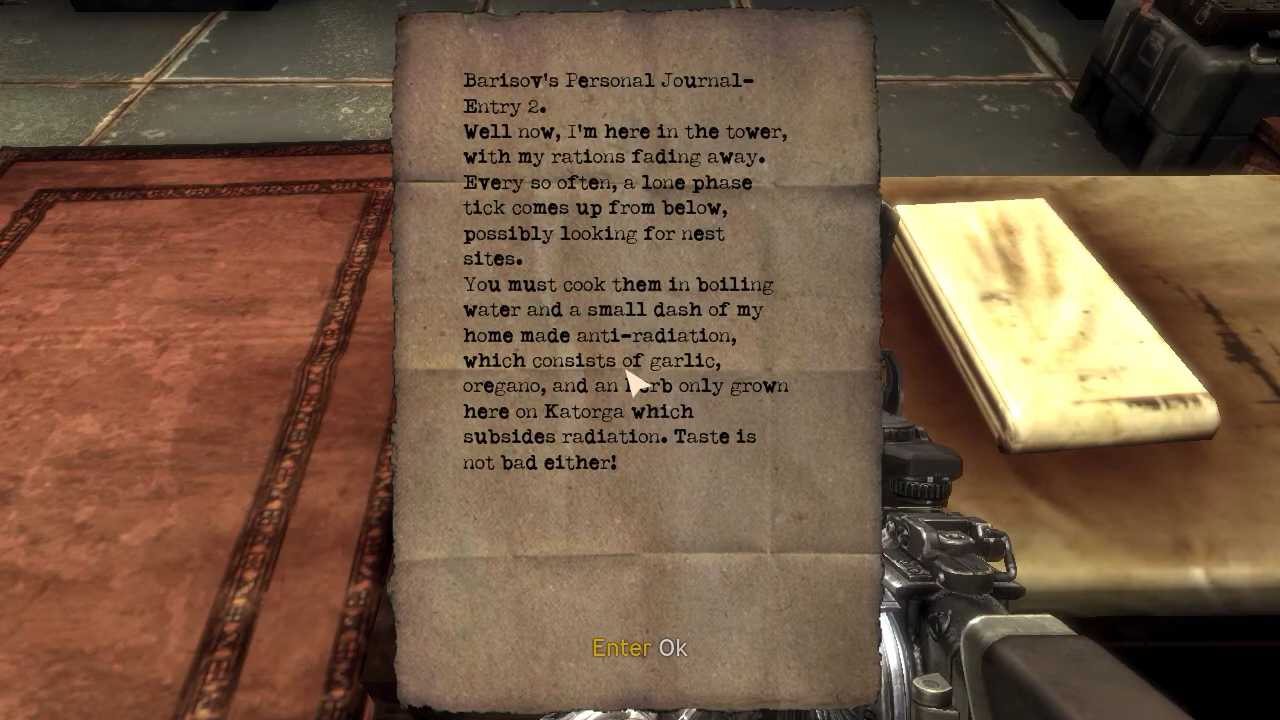 Barisov's Personal Journal-
Entry 2.
Well now, I'm here in the tower,
with my rations fading away.
Every so often, a lone phase
tick comes up from below,
possibly looking for nest
sites.
You must cook them in boiling
water and a small dash of my
home made anti-radiation,
which consists of garlic,
oregano, and an herb only grown
here on Katorga which
subsides radiation. Taste is
not bad either!
Enter Ok